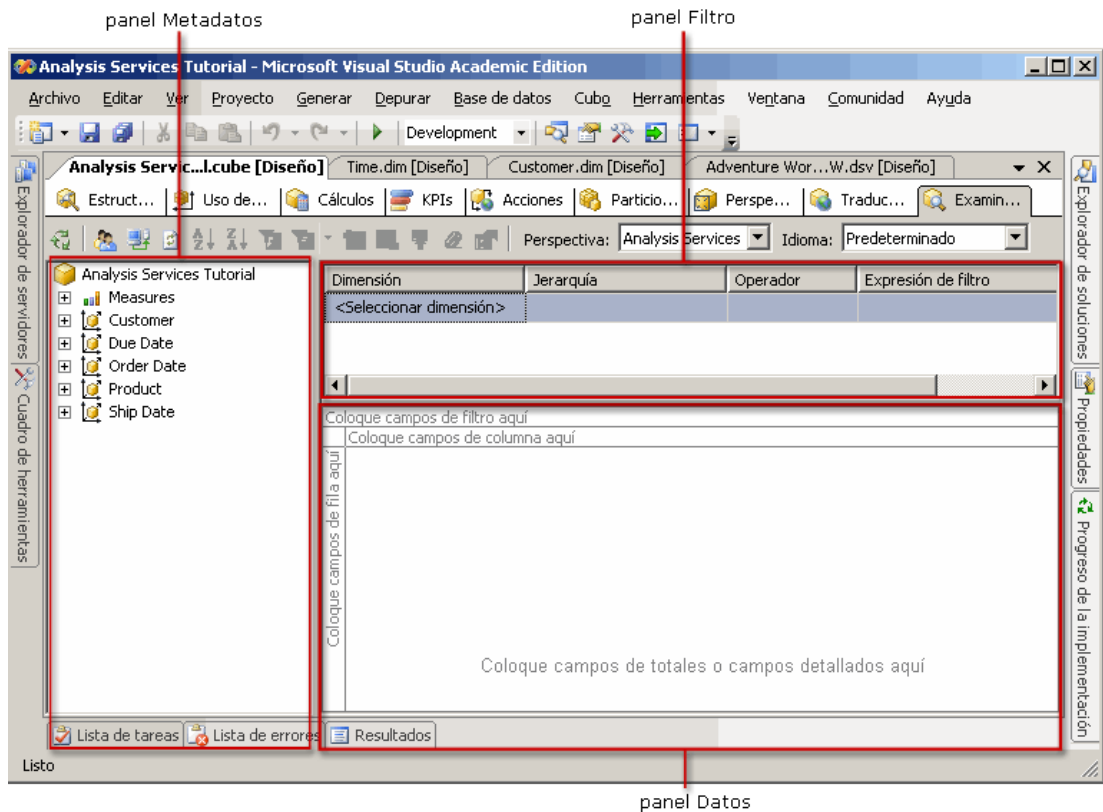 panel Metadatos
panel Filtro
Analysis Services Tutorial - Microsoft Visual Studio Academic Edition
Archivo Editar Ver Proyecto Generar Depurar Base de datos Cubo Herramientas Ventana Comunidad Ayuda
Development
Analysis Servic...l.cube [Diseño] Time.dim [Diseño] Customer.dim [Diseño] Adventure Wor...W.dsv [Diseño]
Estruct... Uso de... Cálculos KPIs Acciones Particio... Perspe... Traduc... Examin...
Perspectiva: Analysis Services Idioma: Predeterminado
Explorador de servidores
Cuadro de herramientas
Analysis Services Tutorial
Measures
Customer
Due Date
Order Date
Product
Ship Date
Dimensión Jerarquía Operador Expresión de filtro
<Seleccionar dimensión>
Coloque campos de filtro aquí
Coloque campos de columna aquí
Coloque campos de fila aquí
Coloque campos de totales o campos detallados aquí
Explorador de soluciones
Propiedades
Progreso de la implementación
Lista de tareas Lista de errores Resultados
Listo
panel Datos